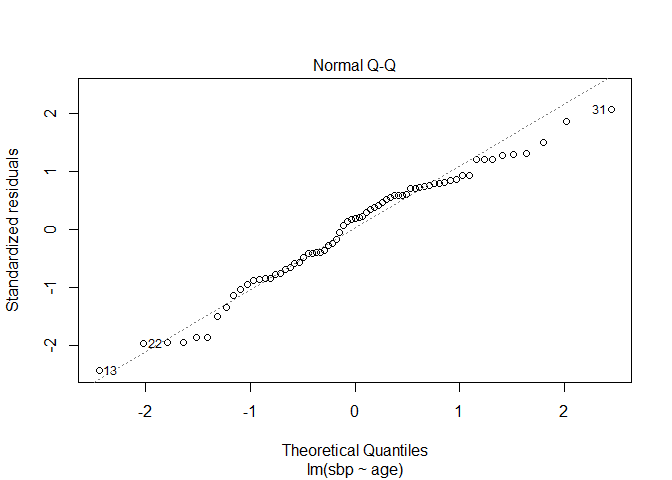 Normal Q-Q
Standardized residuals
2
1
0
-1
-2
31
22
13
-2 -1 0 1 2
Theoretical Quantiles
lm(sbp ~ age)